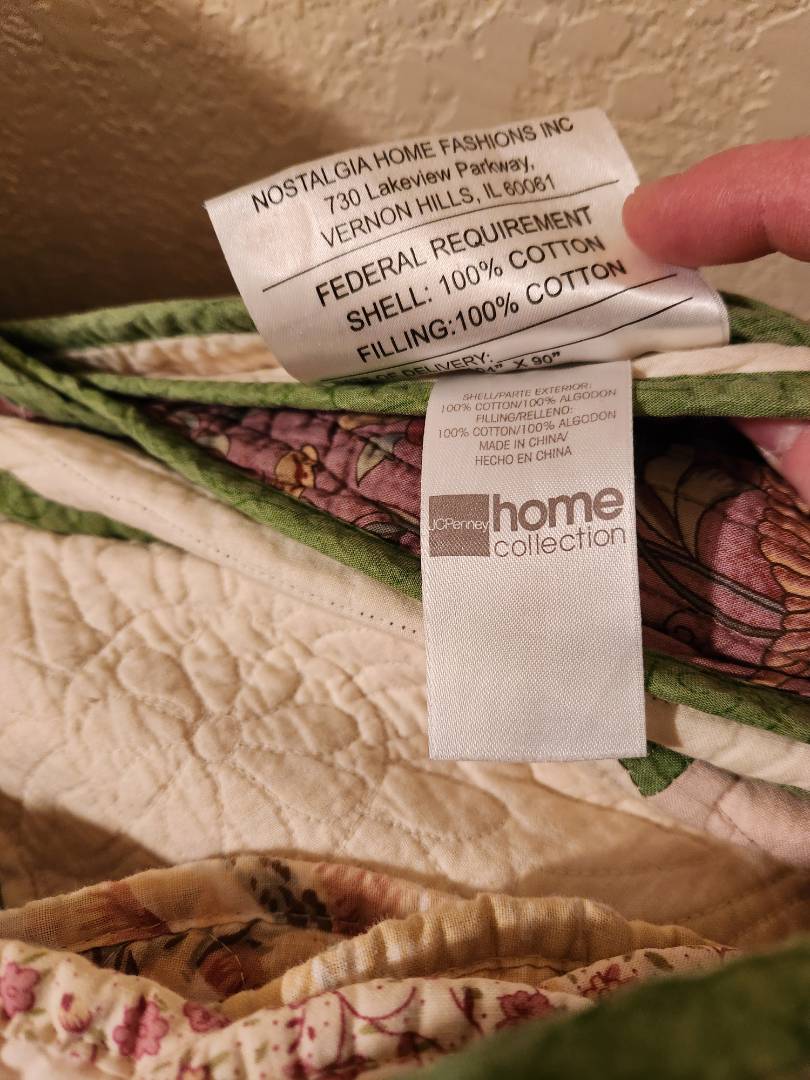 NOSTALGIA HOME FASHIONS INC
730 Lakeview Parkway,
VERNON HILLS, IL 60061
FEDERAL REQUIREMENT
SHELL: 100% COTTON
FILLING:100% COTTON
DELIVERY:
X 90"
SHELL/PARTE EXTERIOR:
100% COTTON/100% ALGODON
FILLING/RELLENO:
100% COTTON/100% ALGODON
MADE IN CHINA/
HECHO EN CHINA
JCPenney home
collection